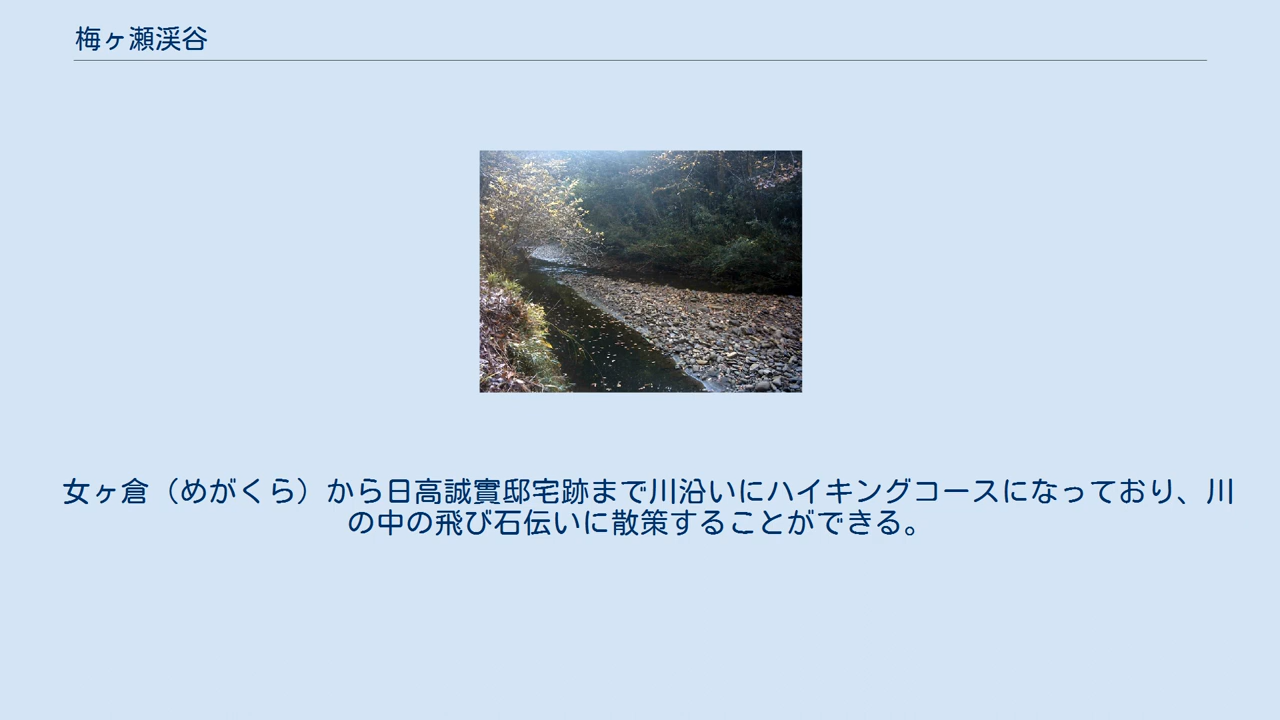 梅ヶ瀬渓谷
女ヶ倉（めがくら）から日高誠實邸宅跡まで川沿いにハイキングコースになっており、川
の中の飛び石伝いに散策することができる。